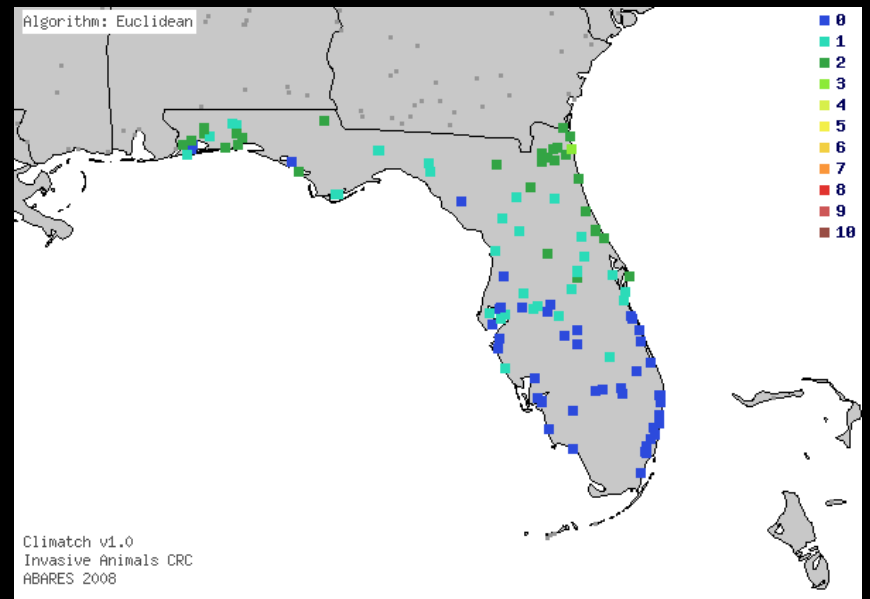 Algorithm: Euclidean
0
1
2
3
4
5
6
7
8
9
10
Climatch v1.0
Invasive Animals CRC
ABARES 2008